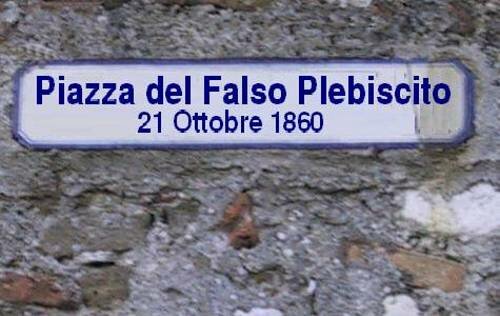 Piazza del Falso Plebiscito
21 Ottobre 1860